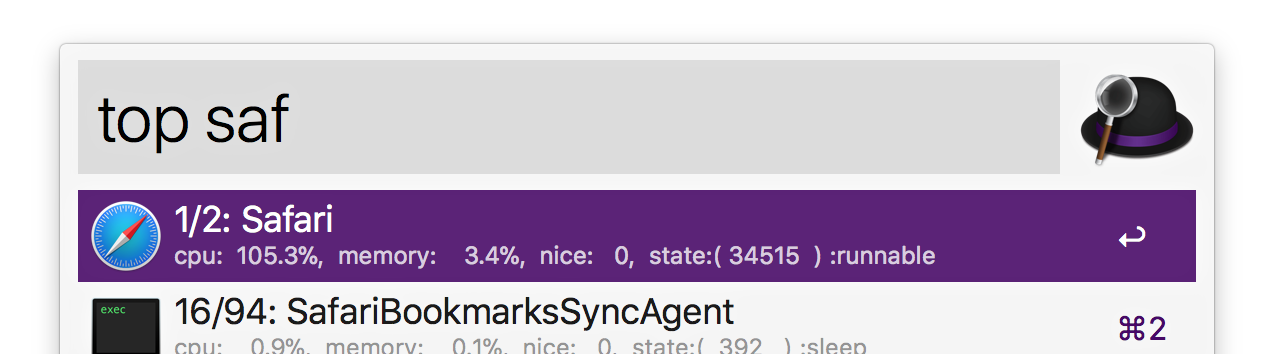 top saf
1/2: Safari
cpu: 105.3%, memory: 3.4%, nice: 0, state:( 34515 ) :runnable
↩
exec
16/94: SafariBookmarksSyncAgent
⌘2
cpu: 0.9%, memory: 0.1%, nice: 0, state:( 392 ) :sleep